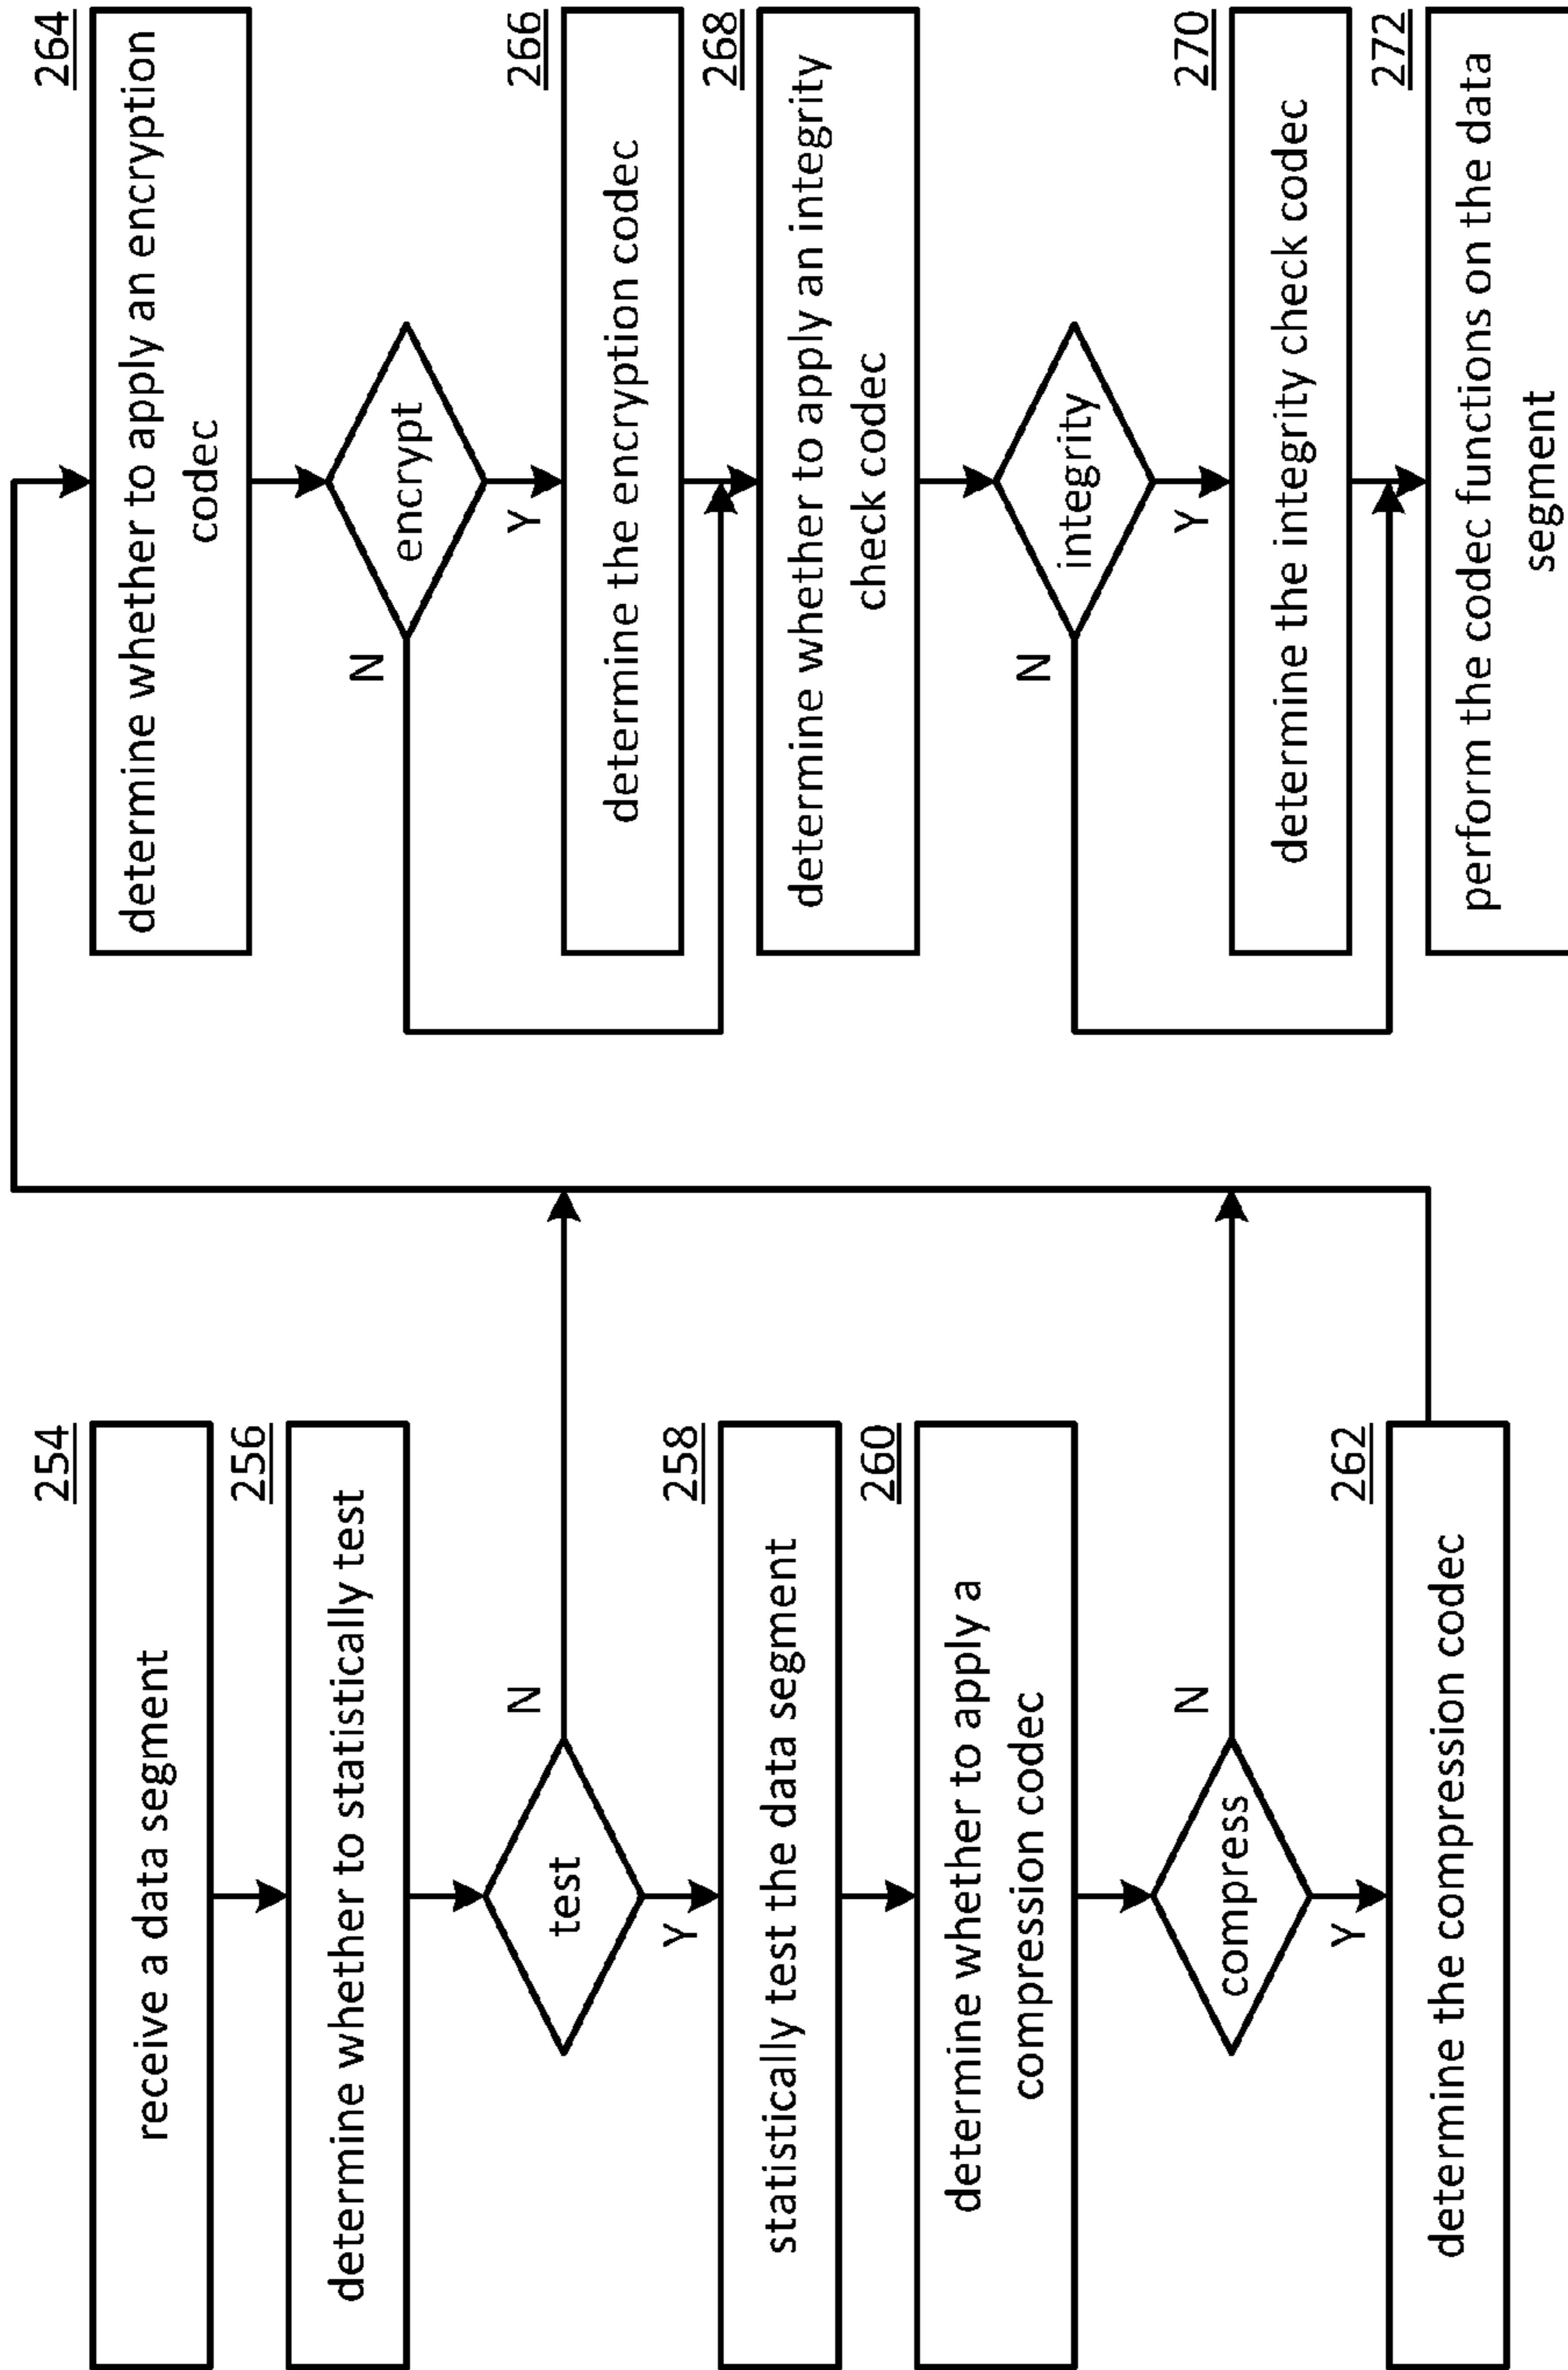 254
receive a data segment
256
determine whether to statistically test
test
N
Y
258
statistically test the data segment
260
determine whether to apply a
compression codec
compress
N
Y
262
determine the compression codec
264
determine whether to apply an encryption
codec
encrypt
N
Y
266
determine the encryption codec
268
determine whether to apply an integrity
check codec
integrity
N
Y
270
determine the integrity check codec
272
perform the codec functions on the data
segment